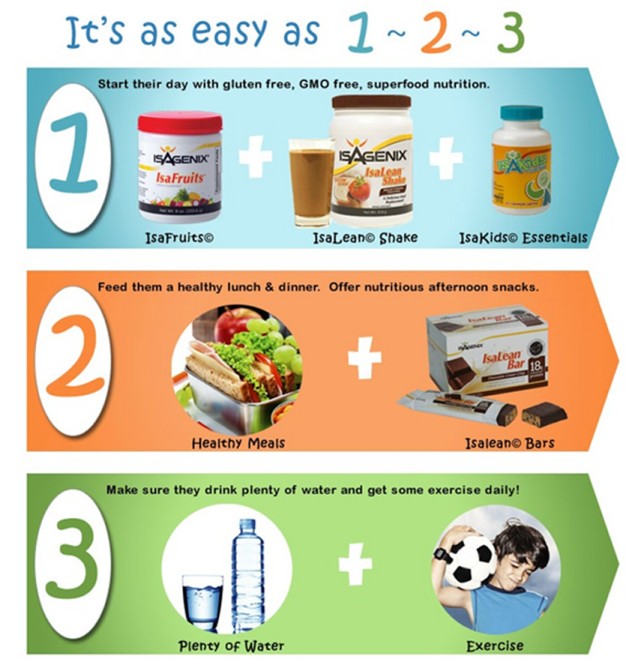 It's as easy as 1 ~ 2 ~ 3
1
Start their day with gluten free, GMO free, superfood nutrition.
ISAGENIX
IsaFruits
ISAGENIX
IsaLean
Shake
IsaKids
IsaFruits©
IsaLean© Shake
IsaKids© Essentials
2
Feed them a healthy lunch & dinner. Offer nutritious afternoon snacks.
ISAGENIX
IsaLean
Bar
18g
Healthy Meals
Isalean© Bars
3
Make sure they drink plenty of water and get some exercise daily!
Plenty of Water
Exercise